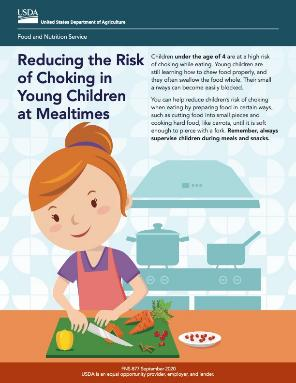 USDA
United States Department of Agriculture
Food and Nutrition Service
Reducing the Risk
of Choking in
Young Children
at Mealtimes
Children under the age of 4 are at a high risk
of choking while eating. Young children are
still learning how to chew food properly, and
they often swallow the food whole. Their small
airways can become easily blocked.
You can help reduce children's risk of choking
when eating by preparing food in certain ways,
such as cutting food into small pieces and
cooking hard food, like carrots, until it is soft
enough to pierce with a fork. Remember, always
supervise children during meals and snacks.
FNS-877 September 2020
USDA is an equal opportunity provider, employer, and lender.